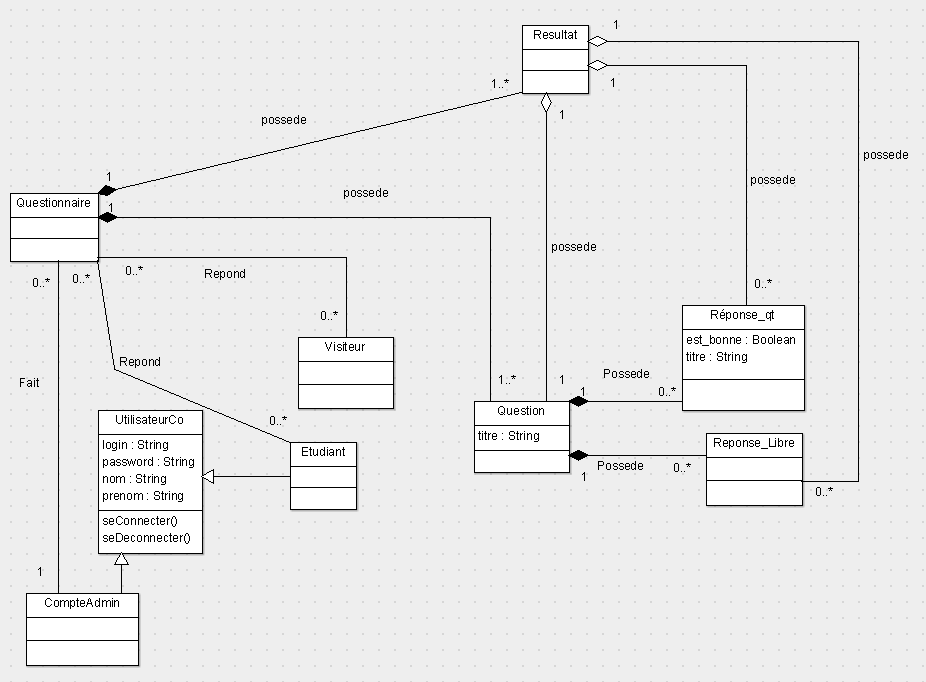 1
Resultat
1
1..*
1
possede
possede
1
possede
possede
Questionnaire
1
possede
0..*
0..*
0..*
Repond
0..*
0..*
Réponse_qt
est_bonne : Boolean
titre : String
Visiteur
Repond
Fait
1..*
1
Possede
1
0..*
UtilisateurCo
login : String
password : String
nom : String
prenom : String
seConnecter()
seDeconnecter()
0..*
Etudiant
Question
titre : String
Reponse_Libre
Possede
0..*
1
0..*
1
CompteAdmin